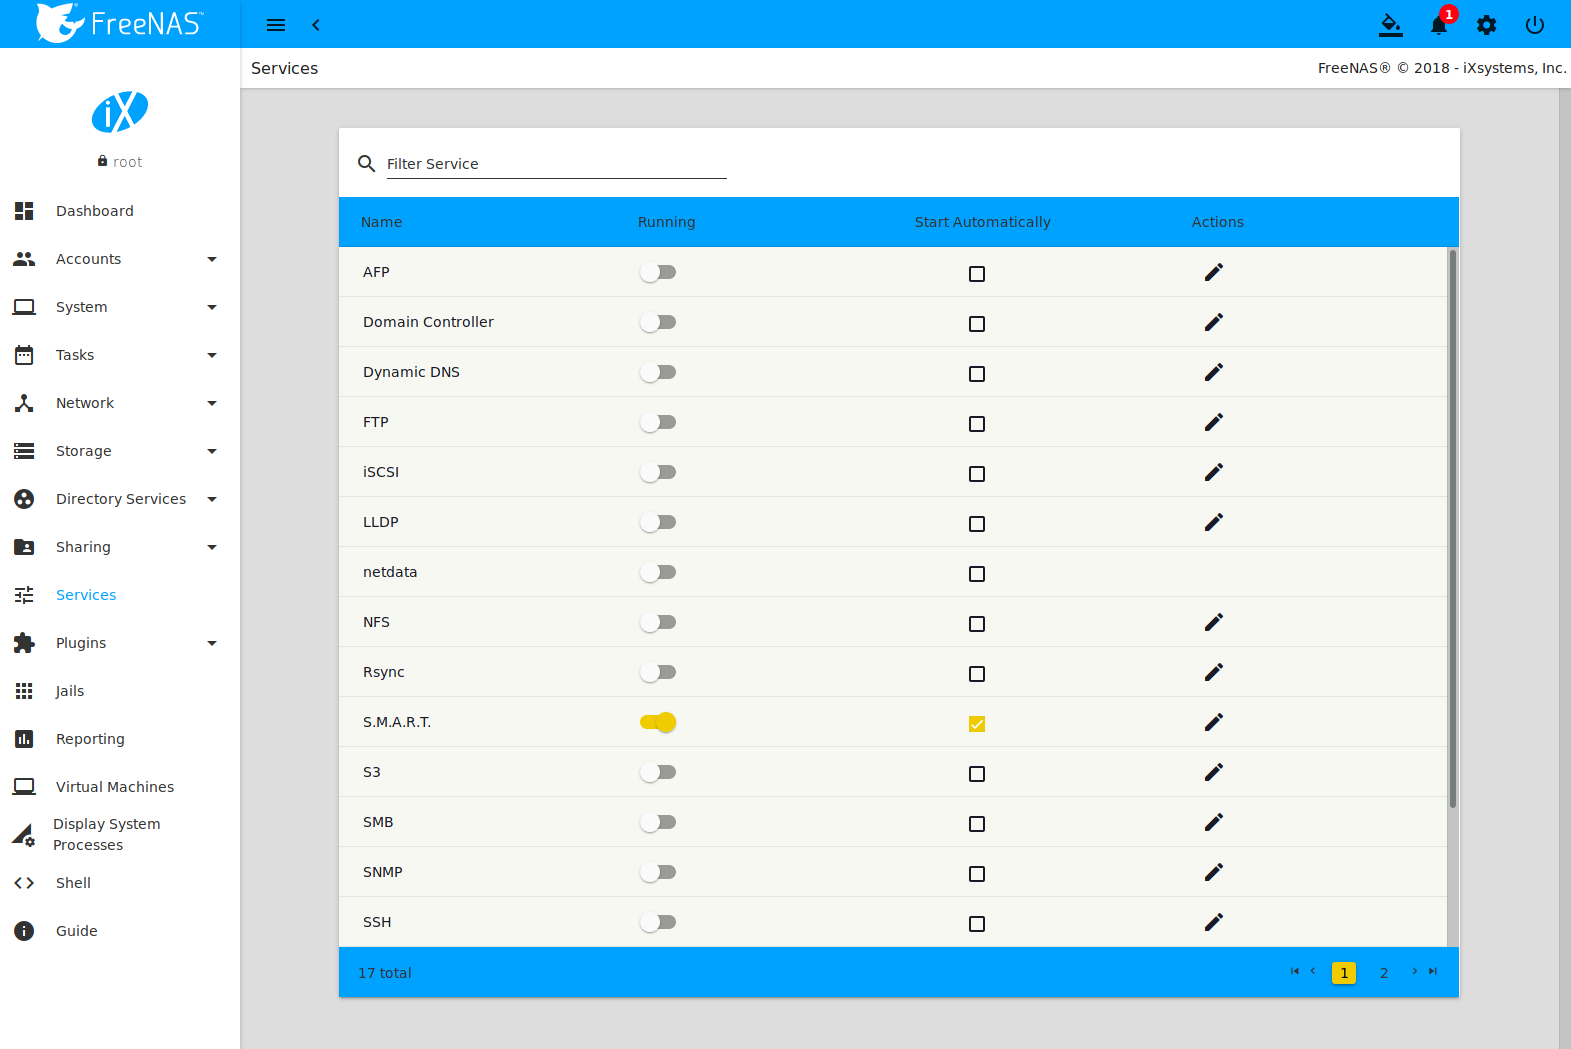 FreeNAS™
1
Services
FreeNAS® © 2018 - iXsystems, Inc.
iX
root
Dashboard
Accounts
System
Tasks
Network
Storage
Directory Services
Sharing
Services
Plugins
Jails
Reporting
Virtual Machines
Display System
Processes
Shell
Guide
Filter Service
Name Running Start Automatically Actions
AFP
Domain Controller
Dynamic DNS
FTP
iSCSI
LLDP
netdata
NFS
Rsync
S.M.A.R.T.
S3
SMB
SNMP
SSH
17 total
1 2